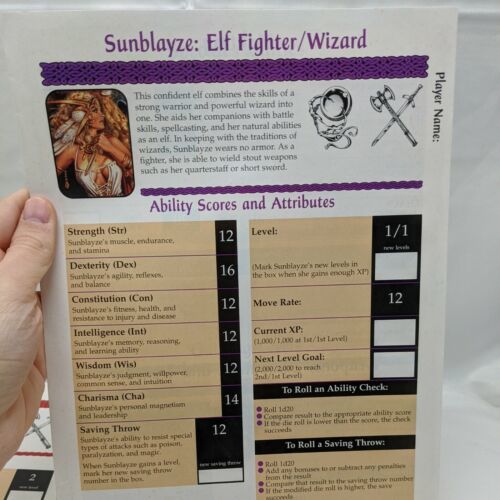 Sunblayze: Elf Fighter/Wizard
Player Name:
This confident elf combines the skills of a
strong warrior and powerful wizard into
one. She aids her companions with battle
skills, spellcasting, and her natural abilities
as an elf. In keeping with the traditions of
wizards, Sunblayze wears no armor. As a
fighter, she is able to wield stout weapons
such as her quarterstaff or short sword.
Ability Scores and Attributes
Strength (Str)
Sunblayze's muscle, endurance,
and stamina
12
Dexterity (Dex)
Sunblayze's agility, reflexes,
and balance
16
Constitution (Con)
Sunblayze's fitness, health, and
resistance to injury and disease
12
Intelligence (Int)
Sunblayze's memory, reasoning,
and learning ability
12
Wisdom (Wis)
Sunblayze's judgment, willpower,
common sense, and intuition
12
Charisma (Cha)
Sunblayze's personal magnetism
and leadership
14
Saving Throw
Sunblayze's ability to resist special
types of attacks such as poison,
paralyzation, and magic.
When Sunblayze gains a level,
mark her new saving throw
number in the box.
12
new saving throw
Level:
1/1
new levels
(Mark Sunblayze's new levels in
the box when she gains enough XP)
Move Rate:
12
Current XP:
(1,000/1,000 at 1st/1st Level)
Next Level Goal:
(2,000/2,000 to reach
2nd/1st Level)
To Roll an Ability Check:
Roll 1d20
Compare result to the appropriate ability score
If the die roll is lower than the score, the check
succeeds
To Roll a Saving Throw:
Roll 1d20
Add any bonuses to or subtract any penalties
from the result
Compare that result to the saving throw number
If the modified die roll is higher, the save
succeeds
2
new level